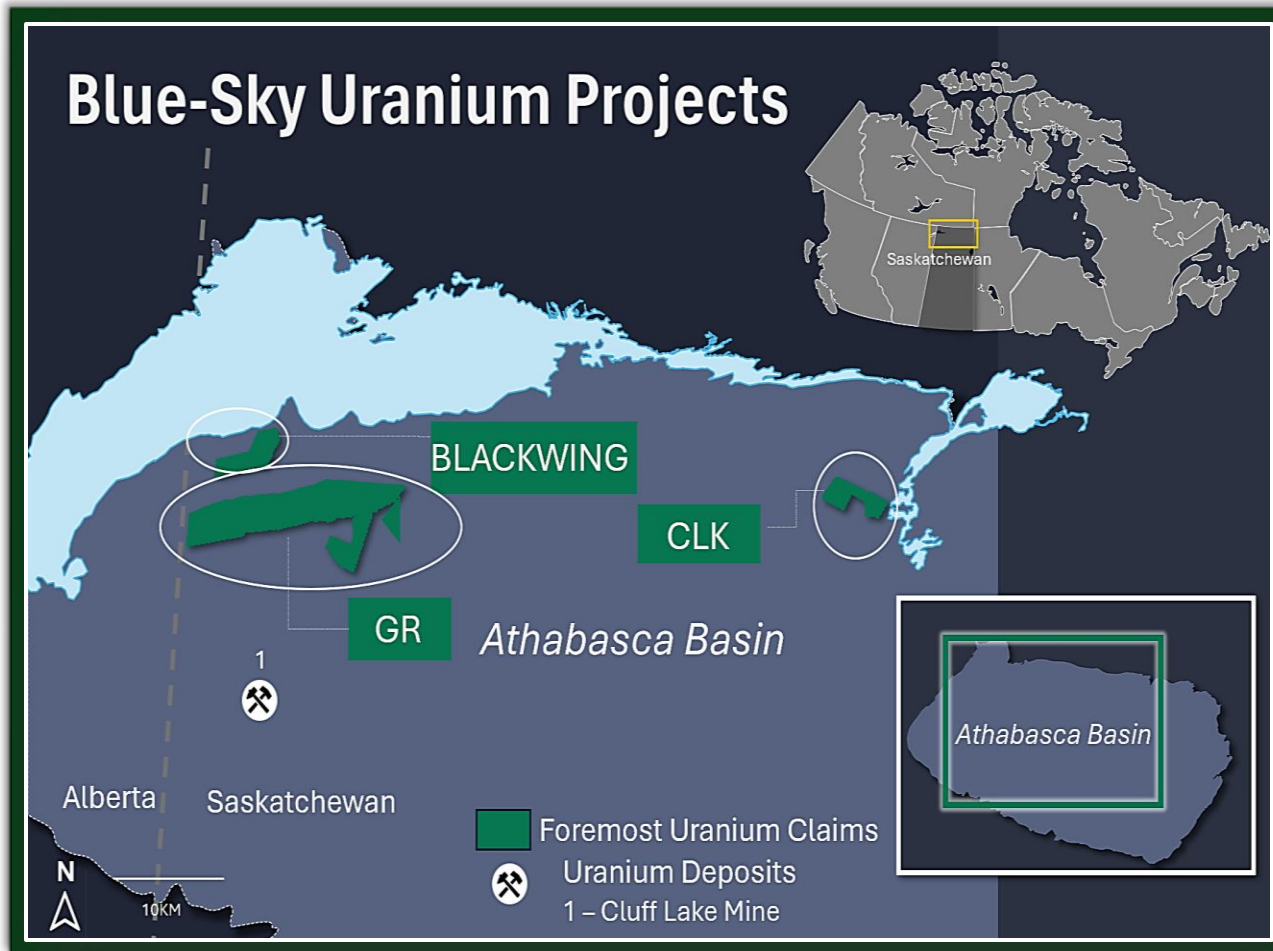 Blue-Sky Uranium Projects
Saskatchewan
BLACKWING
CLK
GR
Athabasca Basin
1
Athabasca Basin
Alberta
Saskatchewan
Foremost Uranium Claims
Uranium Deposits
1 – Cluff Lake Mine
N
10KM